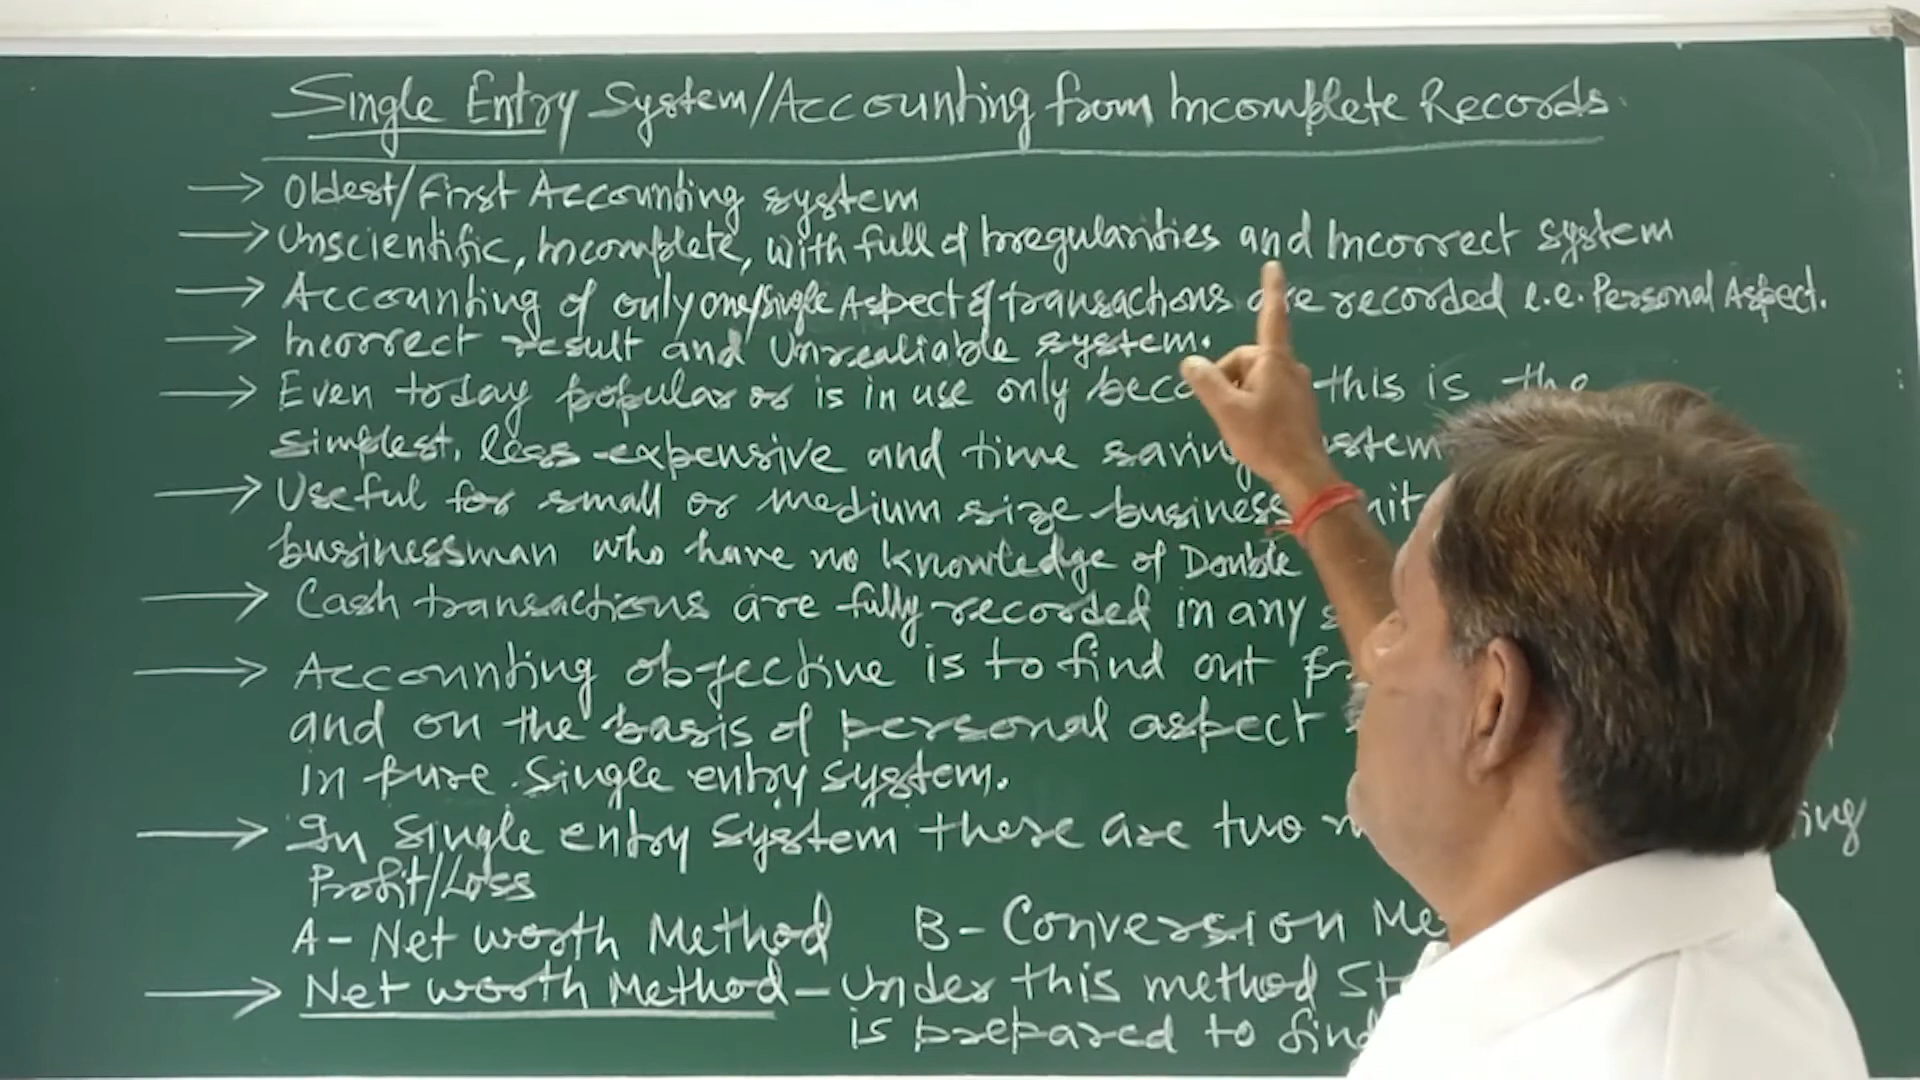 Single Entry System/Accounting from Incomplete Records
→ Oldest/First Accounting system
→ Unscientific, Incomplete, with full of Irregularities and Incorrect system
→ Accounting of only one/single Aspect of transactions are recorded i.e. Personal Aspect.
→ Incorrect result and Unrealiable system.
→ Even today popular or is in use only this is the
simplest, less-expensive and time saving
→ Useful for small or medium size business
businessman who have no knowledge of Double
→ Cash transactions are fully recorded in any
→ Accounting objective is to find out
and on the basis of personal aspect
in pure single entry system.
→ In Single entry system there are two
Profit/Loss
A- Net worth Method B- Conversion
→ Net worth Method - Under this method
is prepared to find